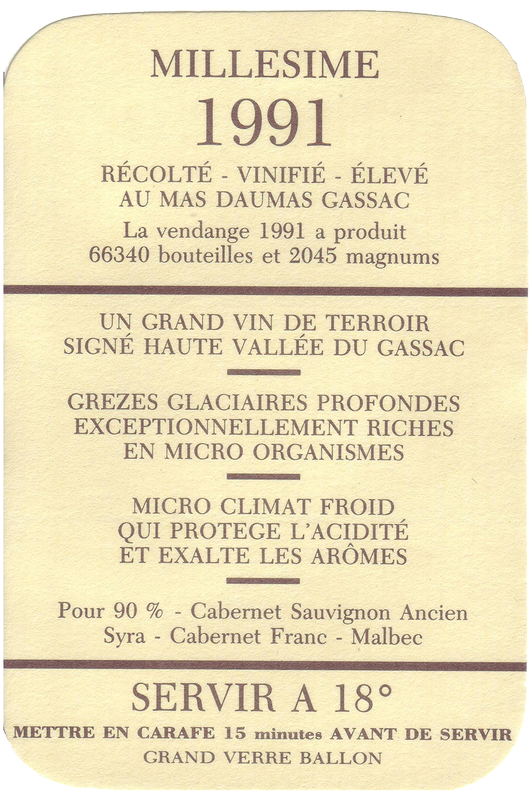 MILLESIME
1991
RÉCOLTÉ - VINIFIÉ - ÉLEVÉ
AU MAS DAUMAS GASSAC
La vendange 1991 a produit
66340 bouteilles et 2045 magnums
UN GRAND VIN DE TERROIR
SIGNÉ HAUTE VALLÉE DU GASSAC
GREZES GLACIAIRES PROFONDES
EXCEPTIONNELLEMENT RICHES
EN MICRO ORGANISMES
MICRO CLIMAT FROID
QUI PROTEGE L'ACIDITÉ
ET EXALTE LES ARÔMES
Pour 90 % - Cabernet Sauvignon Ancien
Syra - Cabernet Franc - Malbec
SERVIR A 18°
METTRE EN CARAFE 15 minutes AVANT DE SERVIR
GRAND VERRE BALLON